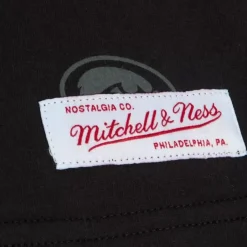 NOSTALGIA CO.
Mitchell & Ness
PHILADELPHIA, PA.